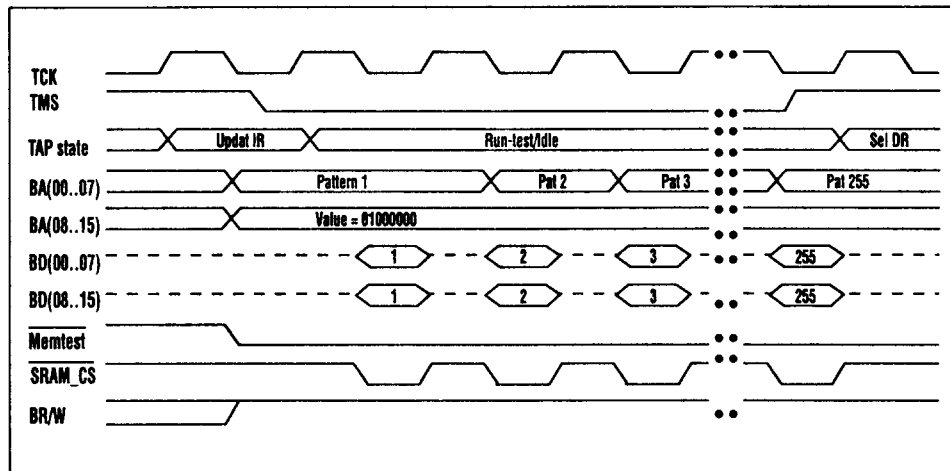 TCK
TMS
TAP state Updat IR Run-test/Idle Sel DR
BA(00..07) Pattern 1 Pat 2 Pat 3 Pat 255
BA(08..15) Value = 01000000
BD(00..07) 1 2 3 255
BD(08..15) 1 2 3 255
Memtest
SRAM_CS
BR/W